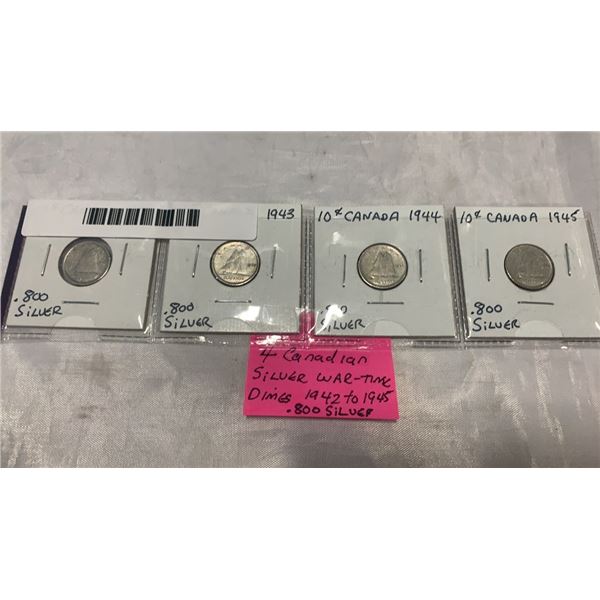 1943
10¢ CANADA 1944
10¢ CANADA 1945
.800
SILVER
.800
SILVER
SILVER
.800
SILVER
4 Canadian
SILVER WAR-TIME
DIMES 1942 to 1945
.800 SILVER